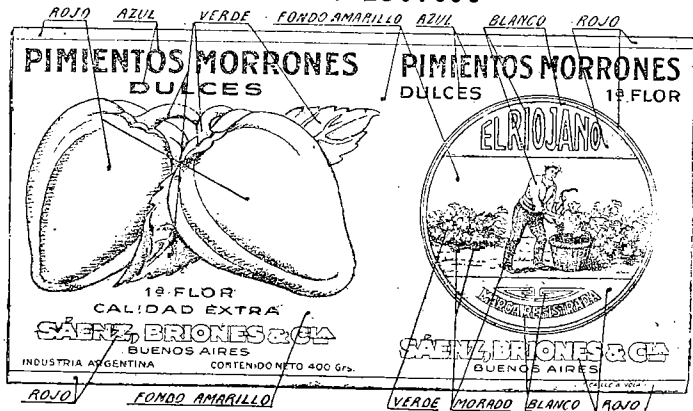 ROJO AZUL VERDE FONDO AMARILLO AZUL BLANCO ROJO
PIMIENTOS MORRONES
DULCES
1ª FLOR
CALIDAD EXTRA
SÁENZ, BRIONES & CIA
BUENOS AIRES
INDUSTRIA ARGENTINA CONTENIDO NETO 400 Grs.
PIMIENTOS MORRONES
DULCES 1ª FLOR
EL RIOJANO
MARCA REGISTRADA
SÁENZ, BRIONES & CIA
BUENOS AIRES
ROJO FONDO AMARILLO VERDE MORADO BLANCO ROJO